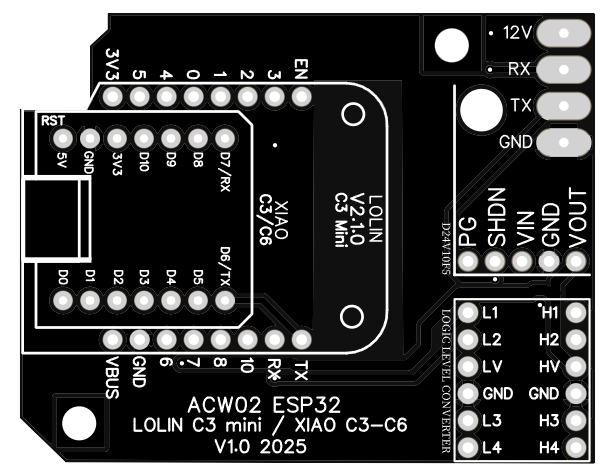 12V
RX
TX
GND
3V3 5 4 0 1 2 3 EN
RST
5V GND 3V3 D10 D9 D8 D7/RX
XIAO
C3/C6
LOLIN
V2.1.0
C3 Mini
D0 D1 D2 D3 D4 D5 D6/TX
VBUS GND 6 7 8 10 RX TX
D24V10F5
PG SHDN VIN GND VOUT
LOGIC LEVEL CONVERTER
L1 H1
L2 H2
LV HV
GND GND
L3 H3
L4 H4
ACW02 ESP32
LOLIN C3 mini / XIAO C3-C6
V1.0 2025